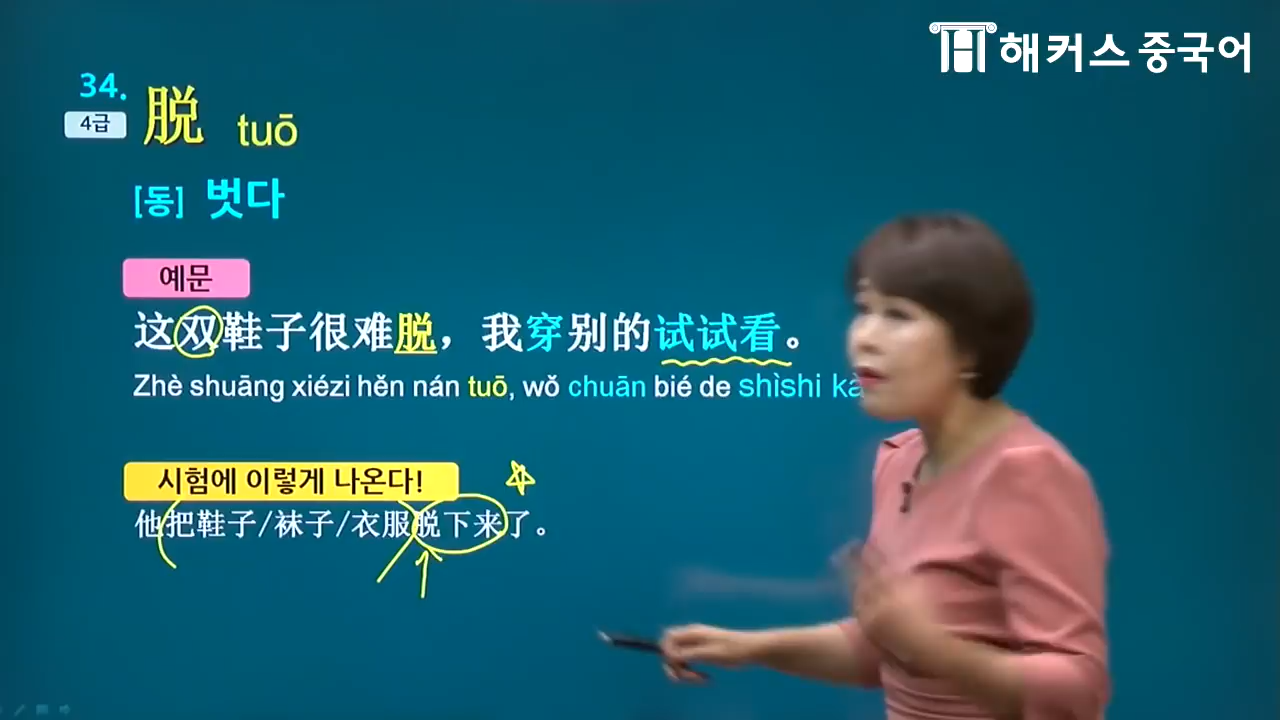 해커스 중국어
34.
4급
脱 tuō
[동] 벗다
예문
这双鞋子很难脱，我穿别的试试看。
Zhè shuāng xiézi hěn nán tuō, wǒ chuān bié de shìshi
시험에 이렇게 나온다!
他把鞋子/袜子/衣服脱下来了。